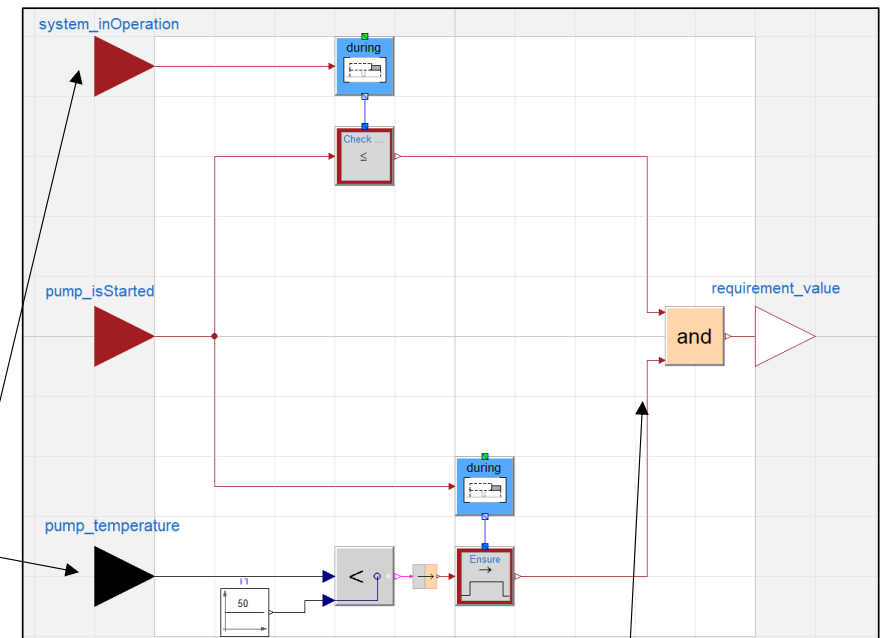 system_inOperation
during
Check ...
≤
pump_isStarted
requirement_value
and
during
pump_temperature
Ensure
<
50